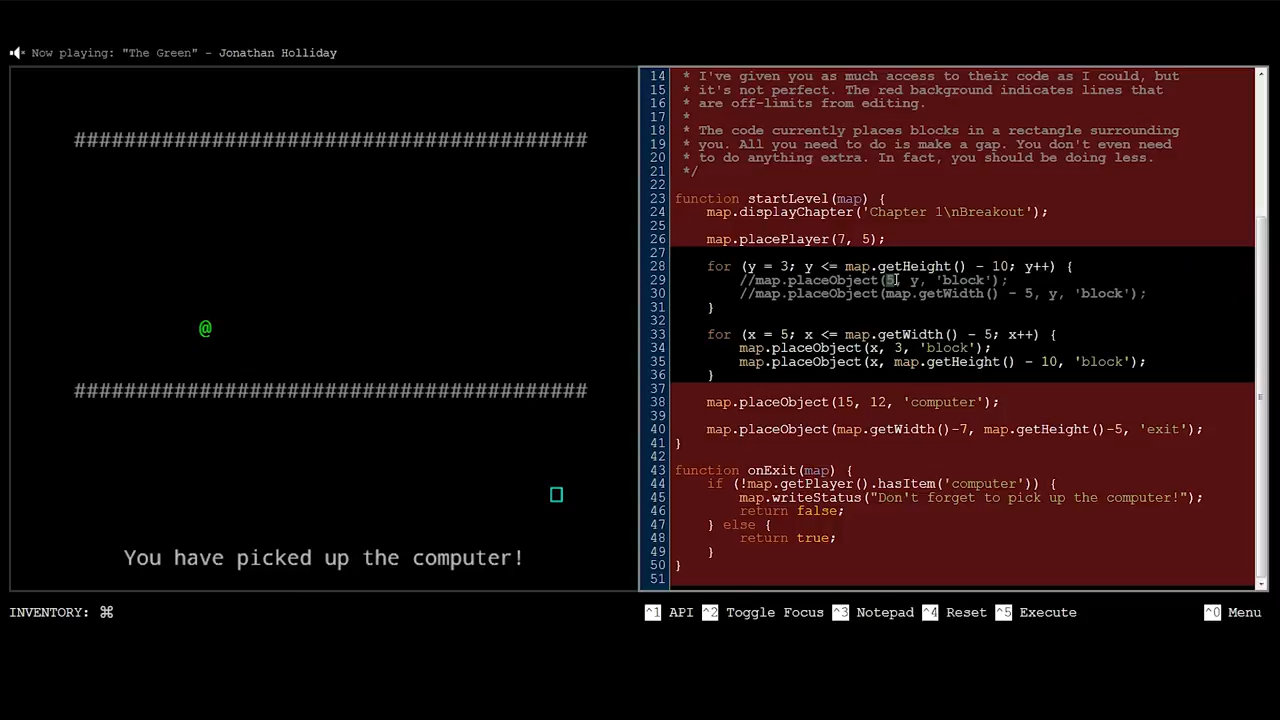 Now playing: "The Green" - Jonathan Holliday
################################################
@
################################################
You have picked up the computer!
14 * I've given you as much access to their code as I could, but
15 * it's not perfect. The red background indicates lines that
16 * are off-limits from editing.
17 *
18 * The code currently places blocks in a rectangle surrounding
19 * you. All you need to do is make a gap. You don't even need
20 * to do anything extra. In fact, you should be doing less.
21 */
22
23 function startLevel(map) {
24 map.displayChapter('Chapter 1\nBreakout');
25
26 map.placePlayer(7, 5);
27
28 for (y = 3; y <= map.getHeight() - 10; y++) {
29 //map.placeObject(5, y, 'block');
30 //map.placeObject(map.getWidth() - 5, y, 'block');
31 }
32
33 for (x = 5; x <= map.getWidth() - 5; x++) {
34 map.placeObject(x, 3, 'block');
35 map.placeObject(x, map.getHeight() - 10, 'block');
36 }
37
38 map.placeObject(15, 12, 'computer');
39
40 map.placeObject(map.getWidth()-7, map.getHeight()-5, 'exit');
41 }
42
43 function onExit(map) {
44 if (!map.getPlayer().hasItem('computer')) {
45 map.writeStatus("Don't forget to pick up the computer!");
46 return false;
47 } else {
48 return true;
49 }
50 }
51
INVENTORY: ⌘
^1 API ^2 Toggle Focus ^3 Notepad ^4 Reset ^5 Execute ^0 Menu